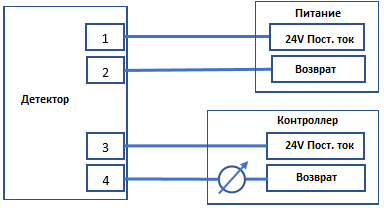 Питание
1
24V Пост. ток
2
Возврат
Детектор
Контроллер
3
24V Пост. ток
4
Возврат